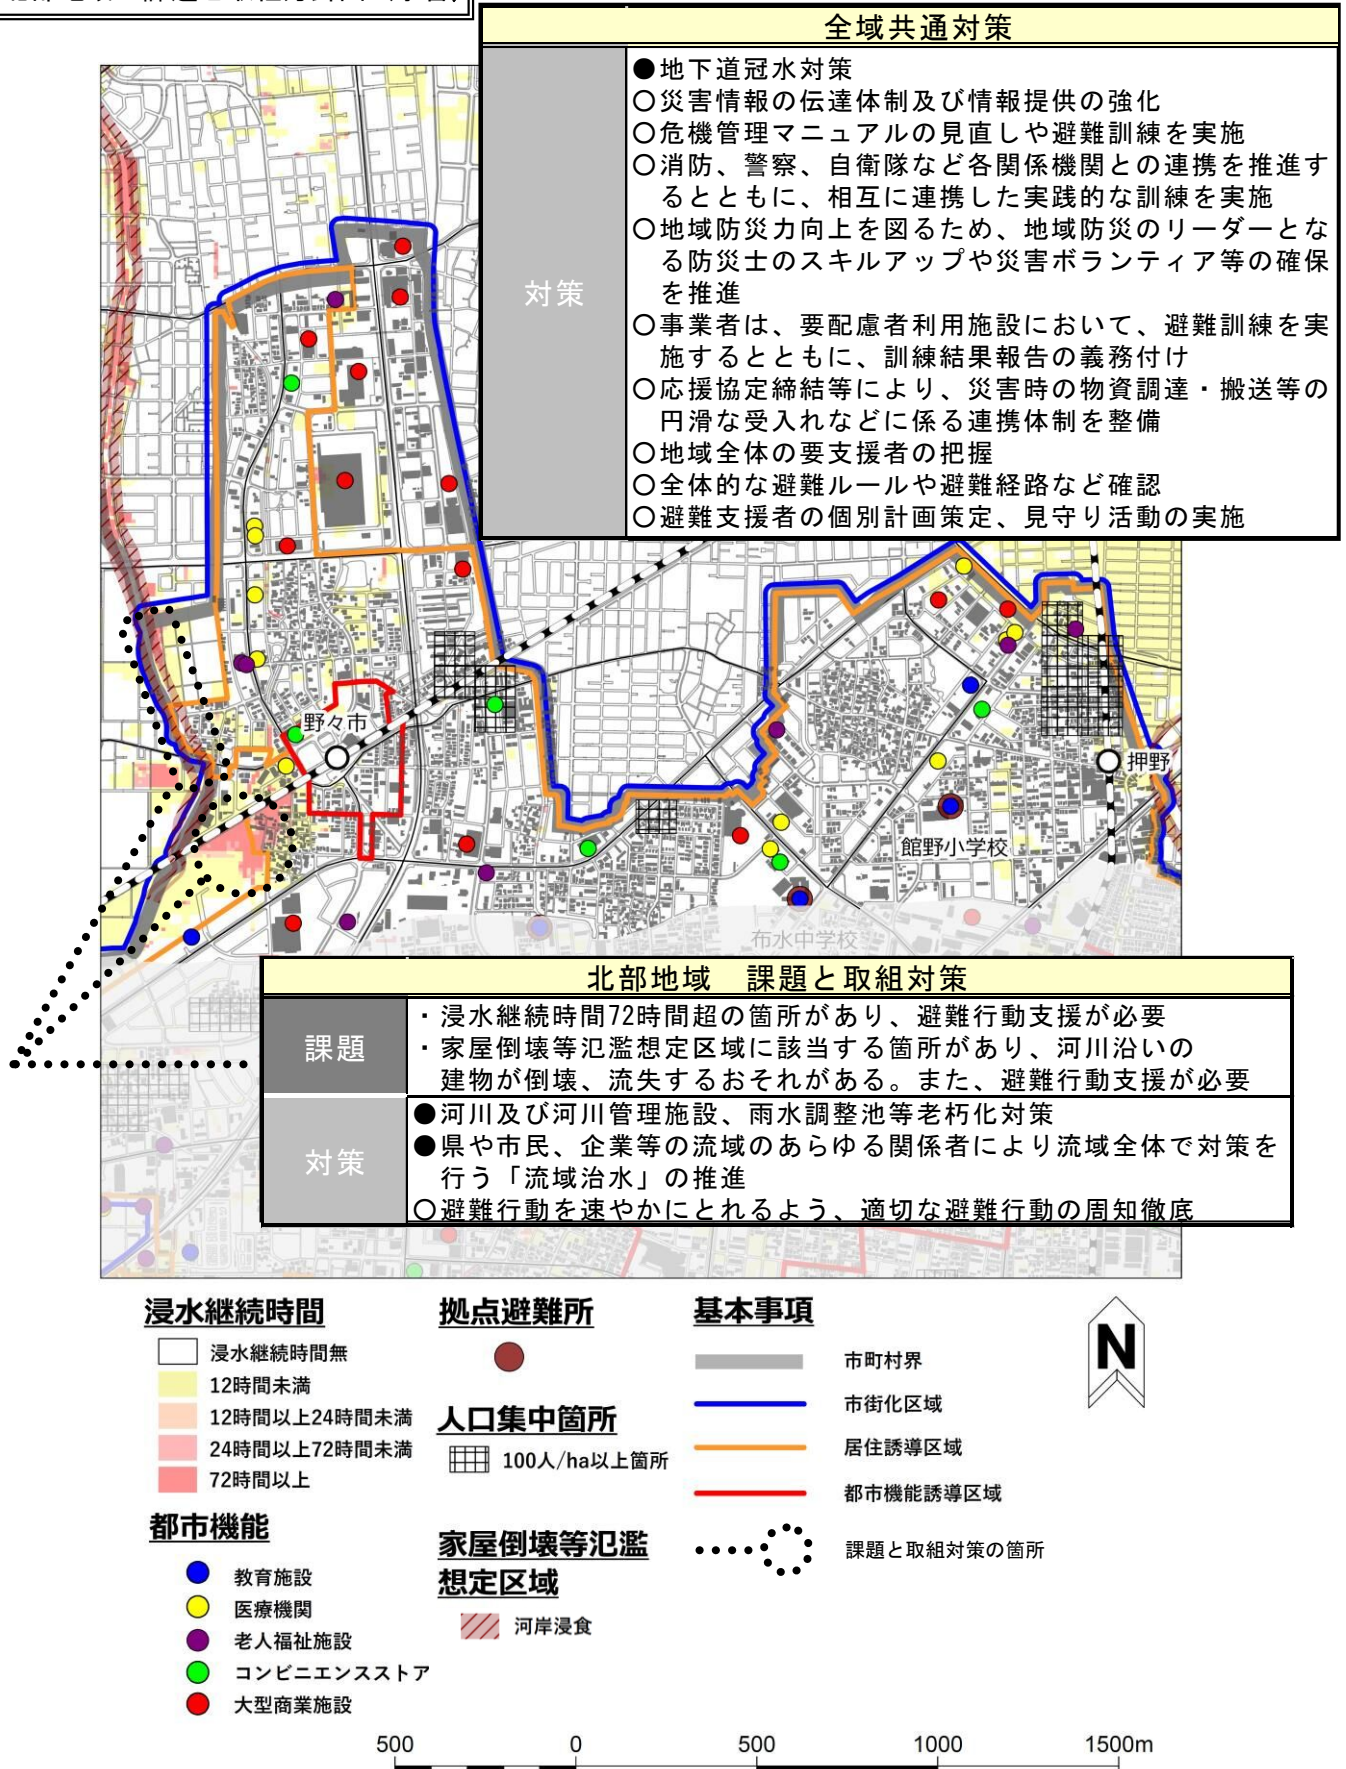 全域共通対策
対策
●地下道冠水対策
○災害情報の伝達体制及び情報提供の強化
○危機管理マニュアルの見直しや避難訓練を実施
○消防、警察、自衛隊など各関係機関との連携を推進す
るとともに、相互に連携した実践的な訓練を実施
○地域防災力向上を図るため、地域防災のリーダーとな
る防災士のスキルアップや災害ボランティア等の確保
を推進
○事業者は、要配慮者利用施設において、避難訓練を実
施するとともに、訓練結果報告の義務付け
○応援協定締結等により、災害時の物資調達・搬送等の
円滑な受入れなどに係る連携体制を整備
○地域全体の要支援者の把握
○全体的な避難ルールや避難経路など確認
○避難支援者の個別計画策定、見守り活動の実施
野々市
押野
館野小学校
布水中学校
北部地域　課題と取組対策
課題
・浸水継続時間72時間超の箇所があり、避難行動支援が必要
・家屋倒壊等氾濫想定区域に該当する箇所があり、河川沿いの
建物が倒壊、流失するおそれがある。また、避難行動支援が必要
対策
●河川及び河川管理施設、雨水調整池等老朽化対策
●県や市民、企業等の流域のあらゆる関係者により流域全体で対策を
行う「流域治水」の推進
○避難行動を速やかにとれるよう、適切な避難行動の周知徹底
浸水継続時間
浸水継続時間無
12時間未満
12時間以上24時間未満
24時間以上72時間未満
72時間以上
都市機能
教育施設
医療機関
老人福祉施設
コンビニエンスストア
大型商業施設
拠点避難所
人口集中箇所
100人/ha以上箇所
家屋倒壊等氾濫
想定区域
河岸浸食
基本事項
市町村界
市街化区域
居住誘導区域
都市機能誘導区域
課題と取組対策の箇所
N
500
0
500
1000
1500m